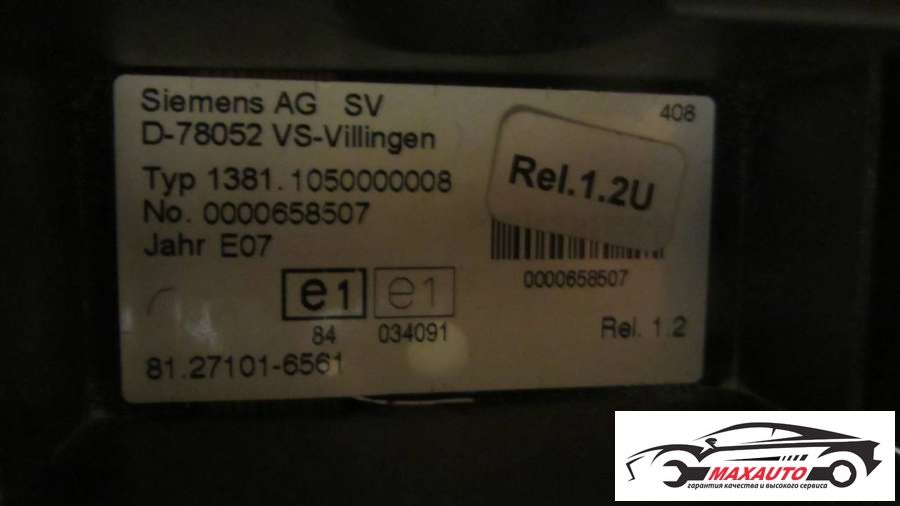 Siemens AG SV
408
D-78052 VS-Villingen
Rel.1.2U
Typ 1381.1050000008
No. 0000658507
Jahr E07
0000658507
e1 e1
84 034091
Rel. 1.2
81.27101-6561
MAXAUTO
гарантия качества и высокого сервиса